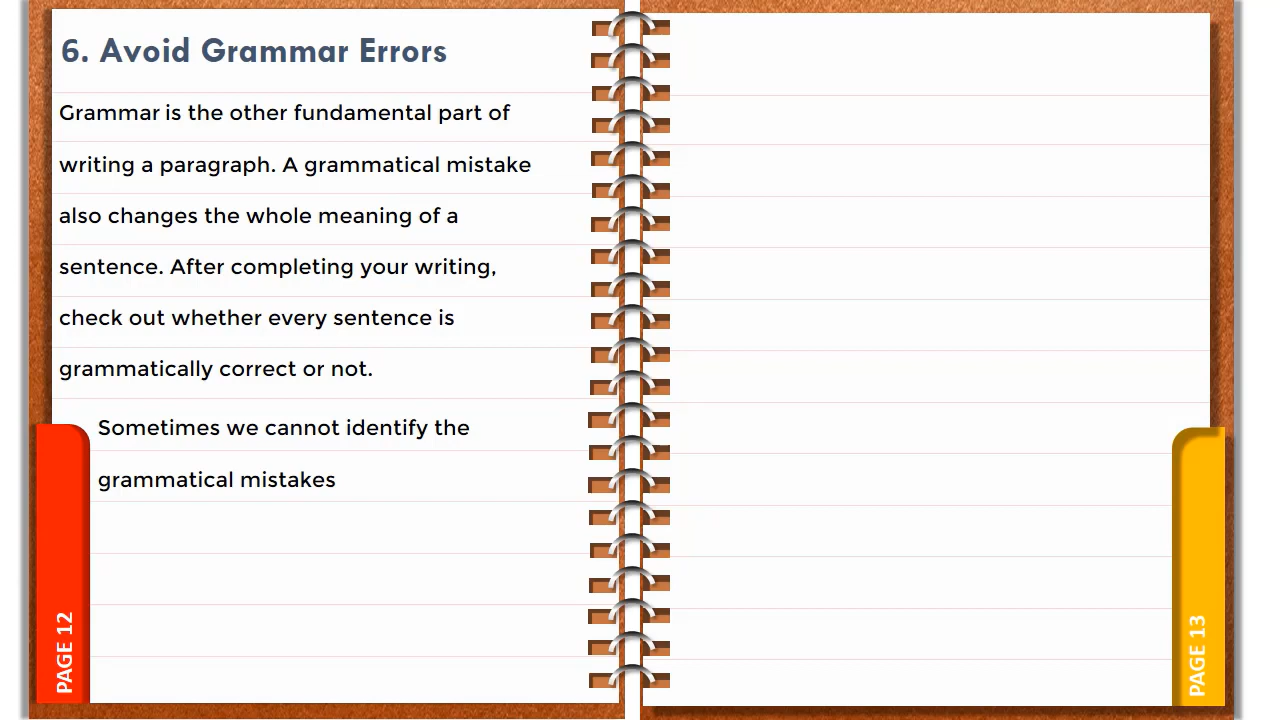 6. Avoid Grammar Errors
Grammar is the other fundamental part of
writing a paragraph. A grammatical mistake
also changes the whole meaning of a
sentence. After completing your writing,
check out whether every sentence is
grammatically correct or not.
Sometimes we cannot identify the
grammatical mistakes
PAGE 12
PAGE 13